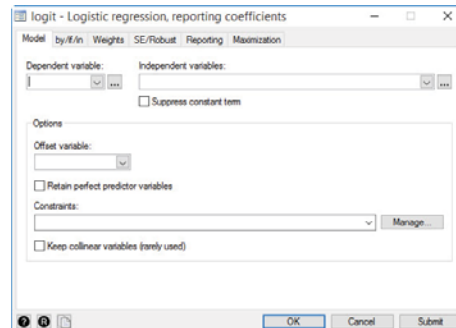 logit - Logistic regression, reporting coefficients
Model by/if/in Weights SE/Robust Reporting Maximization
Dependent variable: Independent variables:
Suppress constant term
Options
Offset variable:
Retain perfect predictor variables
Constraints:
Manage...
Keep collinear variables (rarely used)
OK Cancel Submit